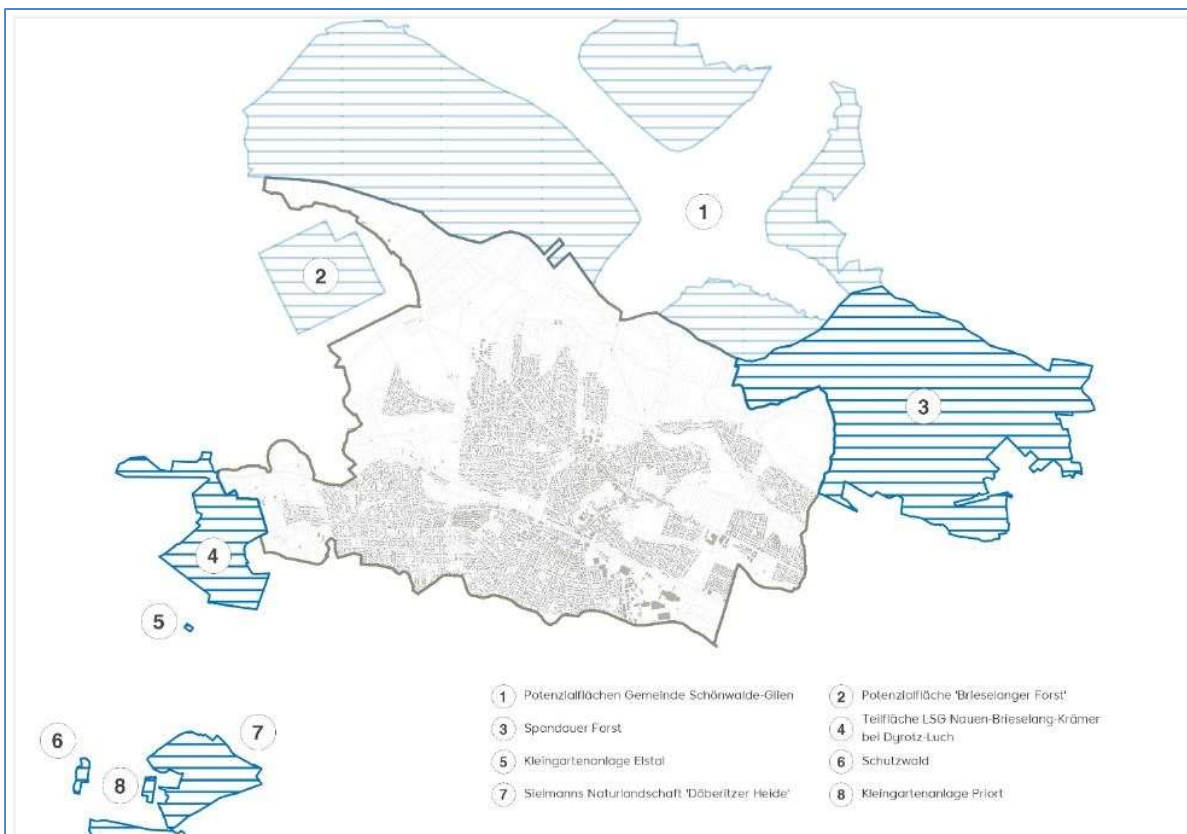 1
2
3
4
5
6
7
8
1 Potenzialflächen Gemeinde Schönwalde-Glien
2 Potenzialfläche 'Brieselanger Forst'
3 Spandauer Forst
4 Teilfläche LSG Nauen-Brieselang-Krämer
bei Dyrotz-Luch
5 Kleingartenanlage Elstal
6 Schutzwald
7 Sielmanns Naturlandschaft 'Döberitzer Heide'
8 Kleingartenanlage Priort